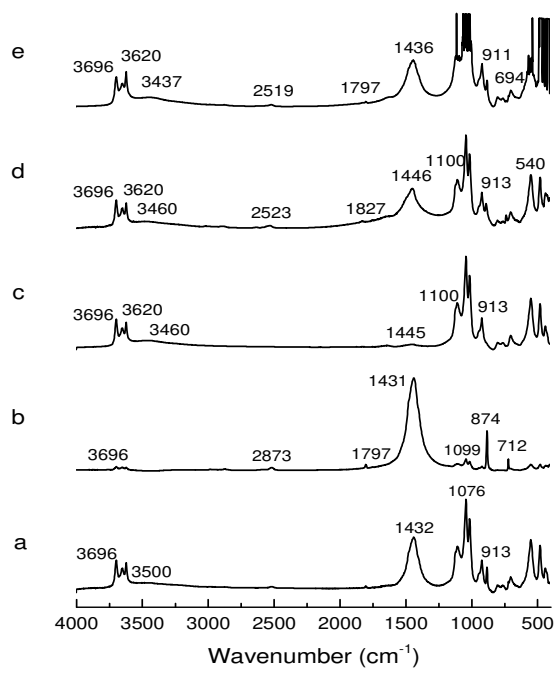 e
3696 3620 3437 2519 1797 1436 911 694
d
3696 3620 3460 2523 1827 1446 1100 913 540
c
3696 3620 3460 1445 1100 913
b
3696 2873 1797 1431 1099 874 712
a
3696 3500 1432 1076 913
4000 3500 3000 2500 2000 1500 1000 500
Wavenumber (cm⁻¹)